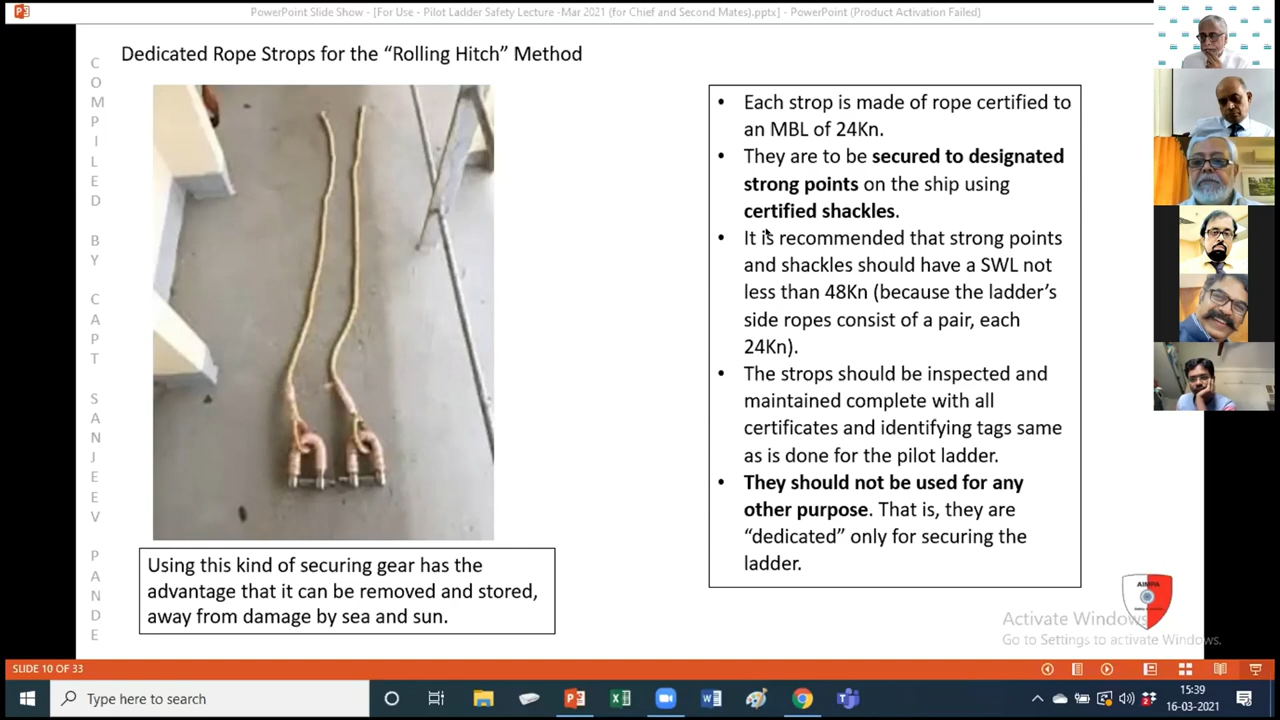 PowerPoint Slide Show - [For Use - Pilot Ladder Safety Lecture -Mar 2021 (for Chief and Second Mates).pptx] - PowerPoint (Product Activation Failed)
Dedicated Rope Strops for the “Rolling Hitch” Method
COMPILED BY CAPT SANJEEV PANDE
• Each strop is made of rope certified to
an MBL of 24Kn.
• They are to be secured to designated
strong points on the ship using
certified shackles.
• It is recommended that strong points
and shackles should have a SWL not
less than 48Kn (because the ladder’s
side ropes consist of a pair, each
24Kn).
• The strops should be inspected and
maintained complete with all
certificates and identifying tags same
as is done for the pilot ladder.
• They should not be used for any
other purpose. That is, they are
“dedicated” only for securing the
ladder.
Using this kind of securing gear has the
advantage that it can be removed and stored,
away from damage by sea and sun.
AIMPA
Activate Windows
Go to Settings to activate Windows.
SLIDE 10 OF 33
Type here to search
15:39
16-03-2021